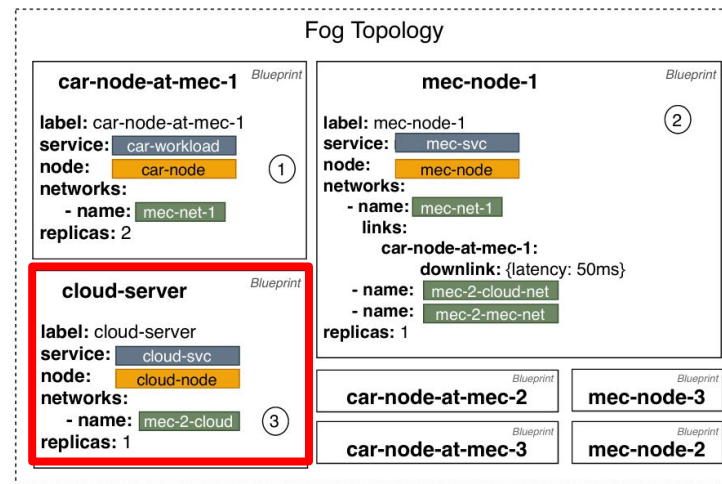 Fog Topology
car-node-at-mec-1 Blueprint
label: car-node-at-mec-1
service: car-workload
node: car-node
networks:
- name: mec-net-1
replicas: 2
1
mec-node-1 Blueprint
label: mec-node-1
service: mec-svc
node: mec-node
networks:
- name: mec-net-1
links:
car-node-at-mec-1:
downlink: {latency: 50ms}
- name: mec-2-cloud-net
- name: mec-2-mec-net
replicas: 1
2
cloud-server Blueprint
label: cloud-server
service: cloud-svc
node: cloud-node
networks:
- name: mec-2-cloud
replicas: 1
3
Blueprint
car-node-at-mec-2
Blueprint
mec-node-3
Blueprint
car-node-at-mec-3
Blueprint
mec-node-2